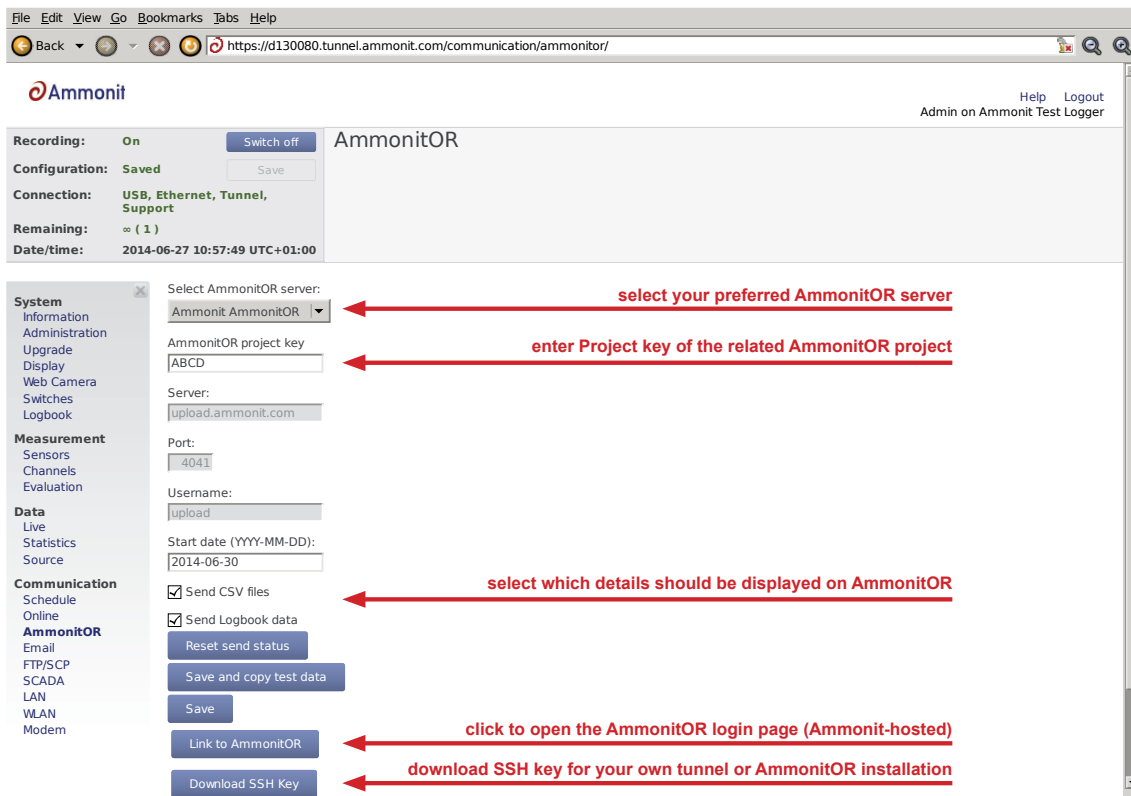 File Edit View Go Bookmarks Tabs Help
Back https://d130080.tunnel.ammonit.com/communication/ammonitor/
Ammonit
Help Logout
Admin on Ammonit Test Logger
Recording: On Switch off
Configuration: Saved Save
Connection: USB, Ethernet, Tunnel,
Support
Remaining: ∞ ( 1 )
Date/time: 2014-06-27 10:57:49 UTC+01:00
AmmonitOR
System
Information
Administration
Upgrade
Display
Web Camera
Switches
Logbook
Measurement
Sensors
Channels
Evaluation
Data
Live
Statistics
Source
Communication
Schedule
Online
AmmonitOR
Email
FTP/SCP
SCADA
LAN
WLAN
Modem
Select AmmonitOR server:
Ammonit AmmonitOR
select your preferred AmmonitOR server
AmmonitOR project key
ABCD
enter Project key of the related AmmonitOR project
Server:
upload.ammonit.com
Port:
4041
Username:
upload
Start date (YYYY-MM-DD):
2014-06-30
Send CSV files
select which details should be displayed on AmmonitOR
Send Logbook data
Reset send status
Save and copy test data
Save
Link to AmmonitOR
click to open the AmmonitOR login page (Ammonit-hosted)
Download SSH Key
download SSH key for your own tunnel or AmmonitOR installation